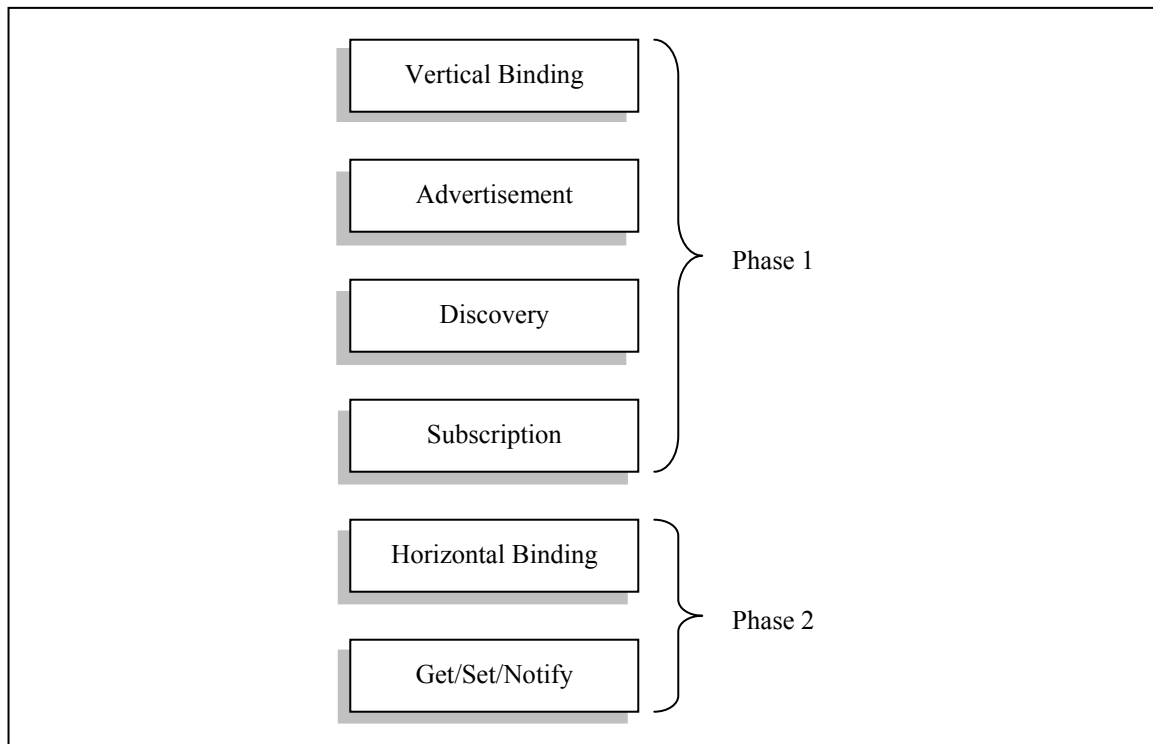 Vertical Binding
Advertisement
Discovery
Subscription
Phase 1
Horizontal Binding
Get/Set/Notify
Phase 2